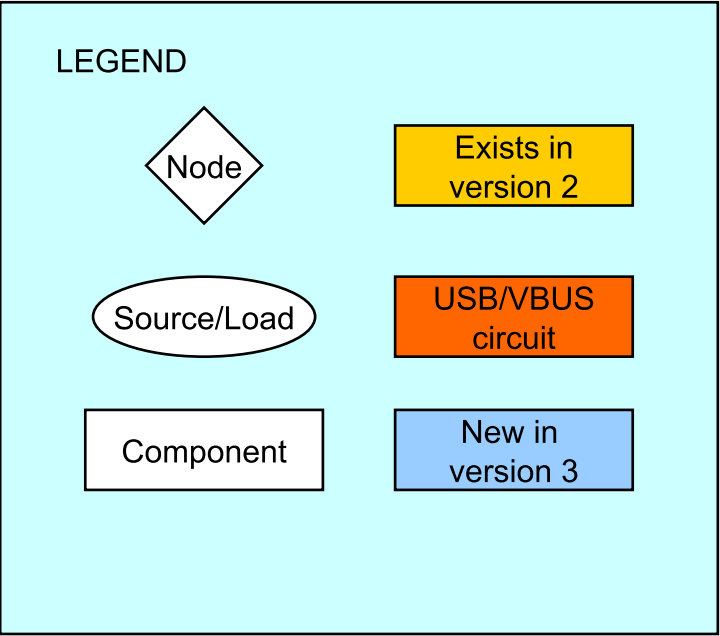 LEGEND
Node
Exists in
version 2
Source/Load
USB/VBUS
circuit
Component
New in
version 3